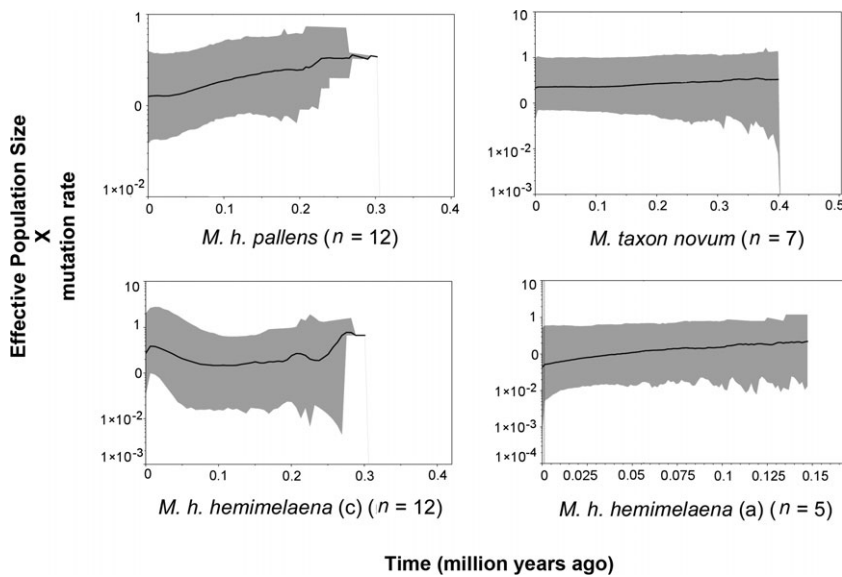 Effective Population Size
X
mutation rate
1
0
1×10⁻²
0 0.1 0.2 0.3 0.4
M. h. pallens (n = 12)
10
1
0
1×10⁻²
1×10⁻³
0 0.1 0.2 0.3 0.4 0.5
M. taxon novum (n = 7)
10
1
0
1×10⁻²
1×10⁻³
0 0.1 0.2 0.3 0.4
M. h. hemimelaena (c) (n = 12)
10
1
0
1×10⁻²
1×10⁻³
1×10⁻⁴
0 0.025 0.05 0.075 0.1 0.125 0.15
M. h. hemimelaena (a) (n = 5)
Time (million years ago)